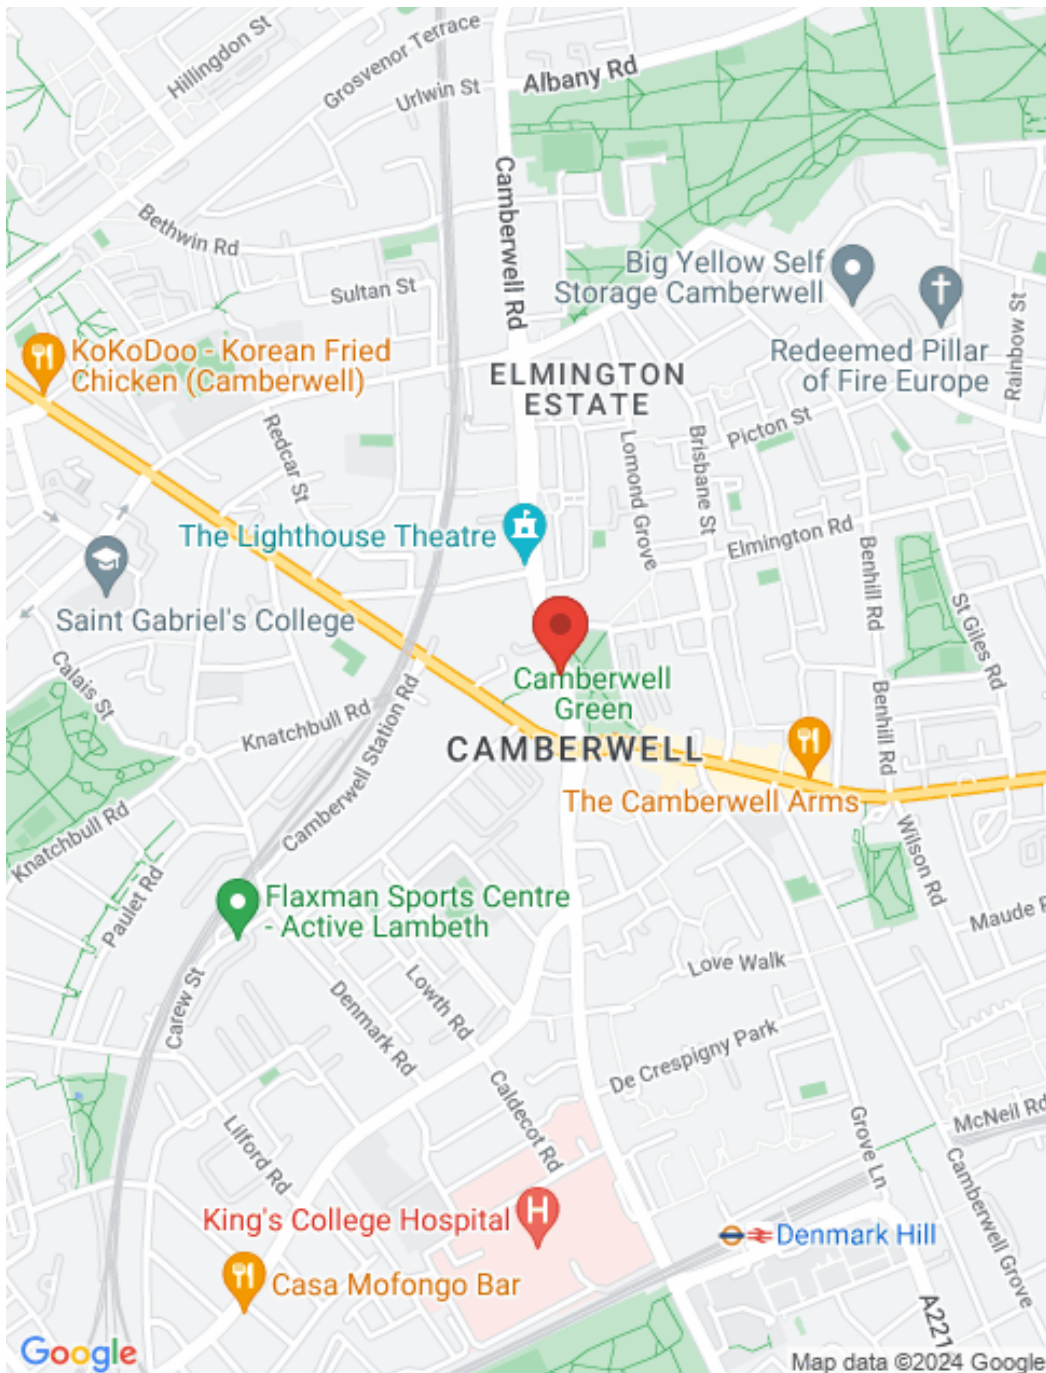 Hillingdon St
Grosvenor Terrace
Urlwin St
Albany Rd
Camberwell Rd
Bethwin Rd
Sultan St
Big Yellow Self
Storage Camberwell
Rainbow St
KoKoDoo - Korean Fried
Chicken (Camberwell)
Redeemed Pillar
of Fire Europe
ELMINGTON
ESTATE
Redcar St
Lomond Grove
Brisbane St
Picton St
The Lighthouse Theatre
Elmington Rd
Benhill Rd
St Giles Rd
Saint Gabriel's College
Calais St
Camberwell
Green
Knatchbull Rd
Camberwell Station Rd
Benhill Rd
CAMBERWELL
The Camberwell Arms
Knatchbull Rd
Wilson Rd
Paulet Rd
Flaxman Sports Centre
- Active Lambeth
Maude
Love Walk
Carew St
Lowth Rd
Denmark Rd
De Crespigny Park
Caldecot Rd
Grove Ln
McNeil Rd
Lilford Rd
Camberwell Grove
King's College Hospital
H
Denmark Hill
Casa Mofongo Bar
A221
Google
Map data ©2024 Google